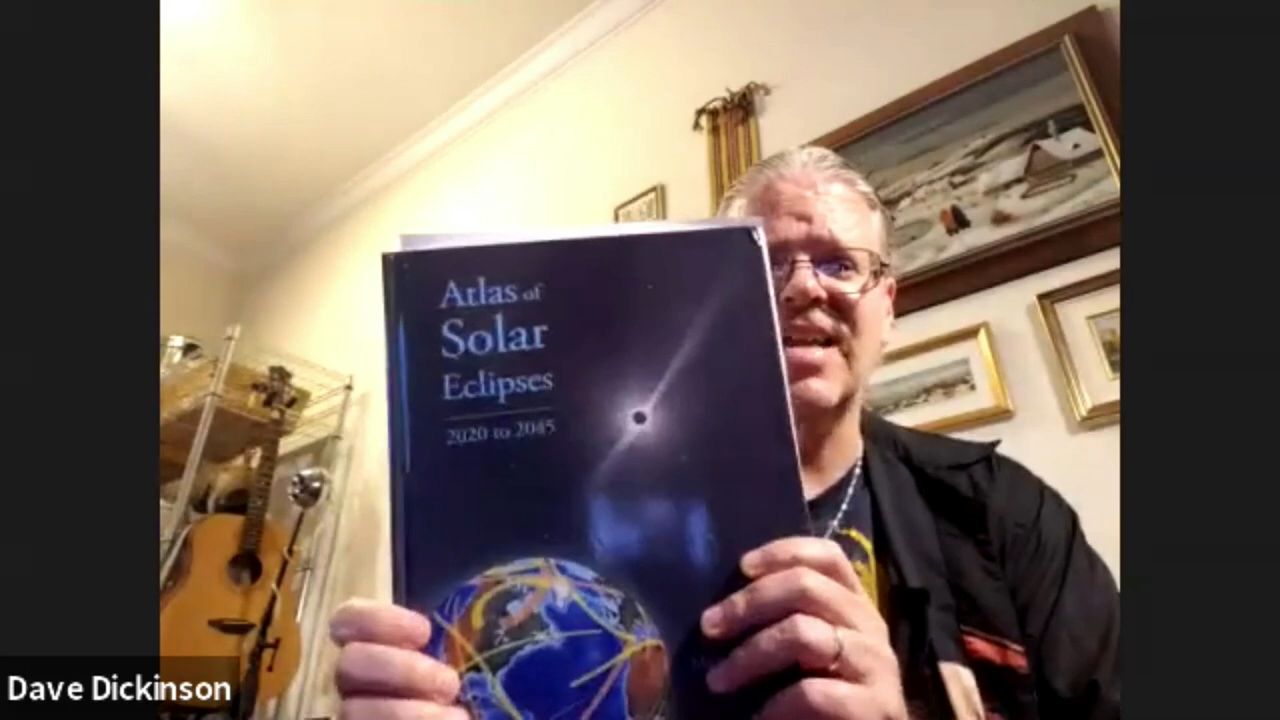 Atlas of
Solar
Eclipses
2020 to 2045
Dave Dickinson